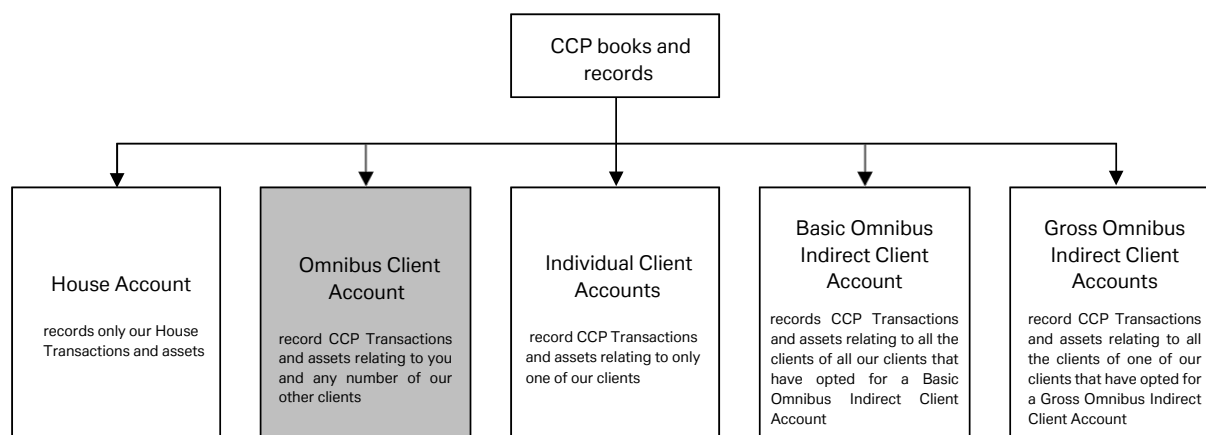 CCP books and
records
House Account
records only our House
Transactions and assets
Omnibus Client
Account
record CCP Transactions
and assets relating to you
and any number of our
other clients
Individual Client
Accounts
record CCP Transactions
and assets relating to only
one of our clients
Basic Omnibus
Indirect Client
Account
records CCP Transactions
and assets relating to all the
clients of all our clients that
have opted for a Basic
Omnibus Indirect Client
Account
Gross Omnibus
Indirect Client
Accounts
record CCP Transactions
and assets relating to all
the clients of one of our
clients that have opted for
a Gross Omnibus Indirect
Client Account